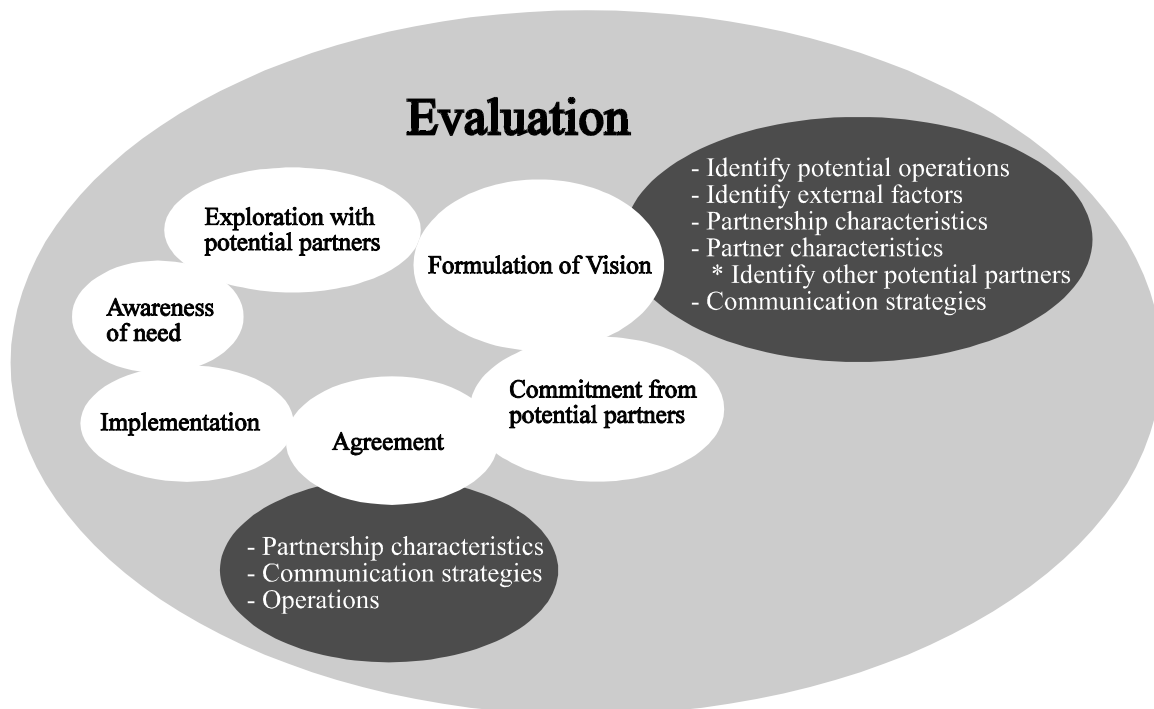 Evaluation
Exploration with
potential partners
Formulation of Vision
- Identify potential operations
- Identify external factors
- Partnership characteristics
- Partner characteristics
* Identify other potential partners
- Communication strategies
Awareness
of need
Commitment from
potential partners
Implementation
Agreement
- Partnership characteristics
- Communication strategies
- Operations